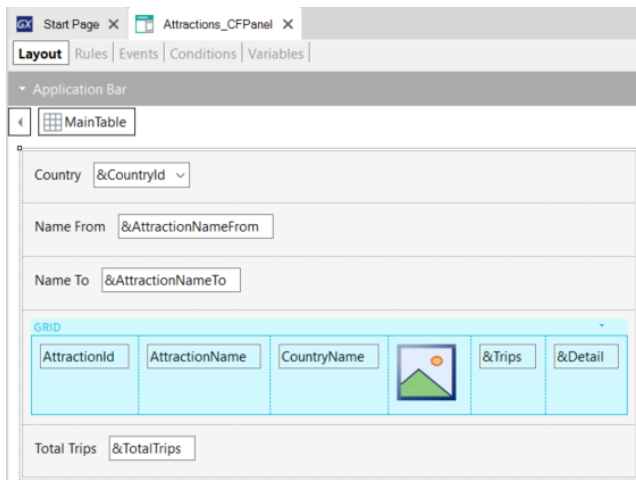 GX Start Page X Attractions_CFPanel X
Layout Rules Events Conditions Variables
Application Bar
MainTable
Country &CountryId
Name From &AttractionNameFrom
Name To &AttractionNameTo
GRID
AttractionId AttractionName CountryName &Trips &Detail
Total Trips &TotalTrips